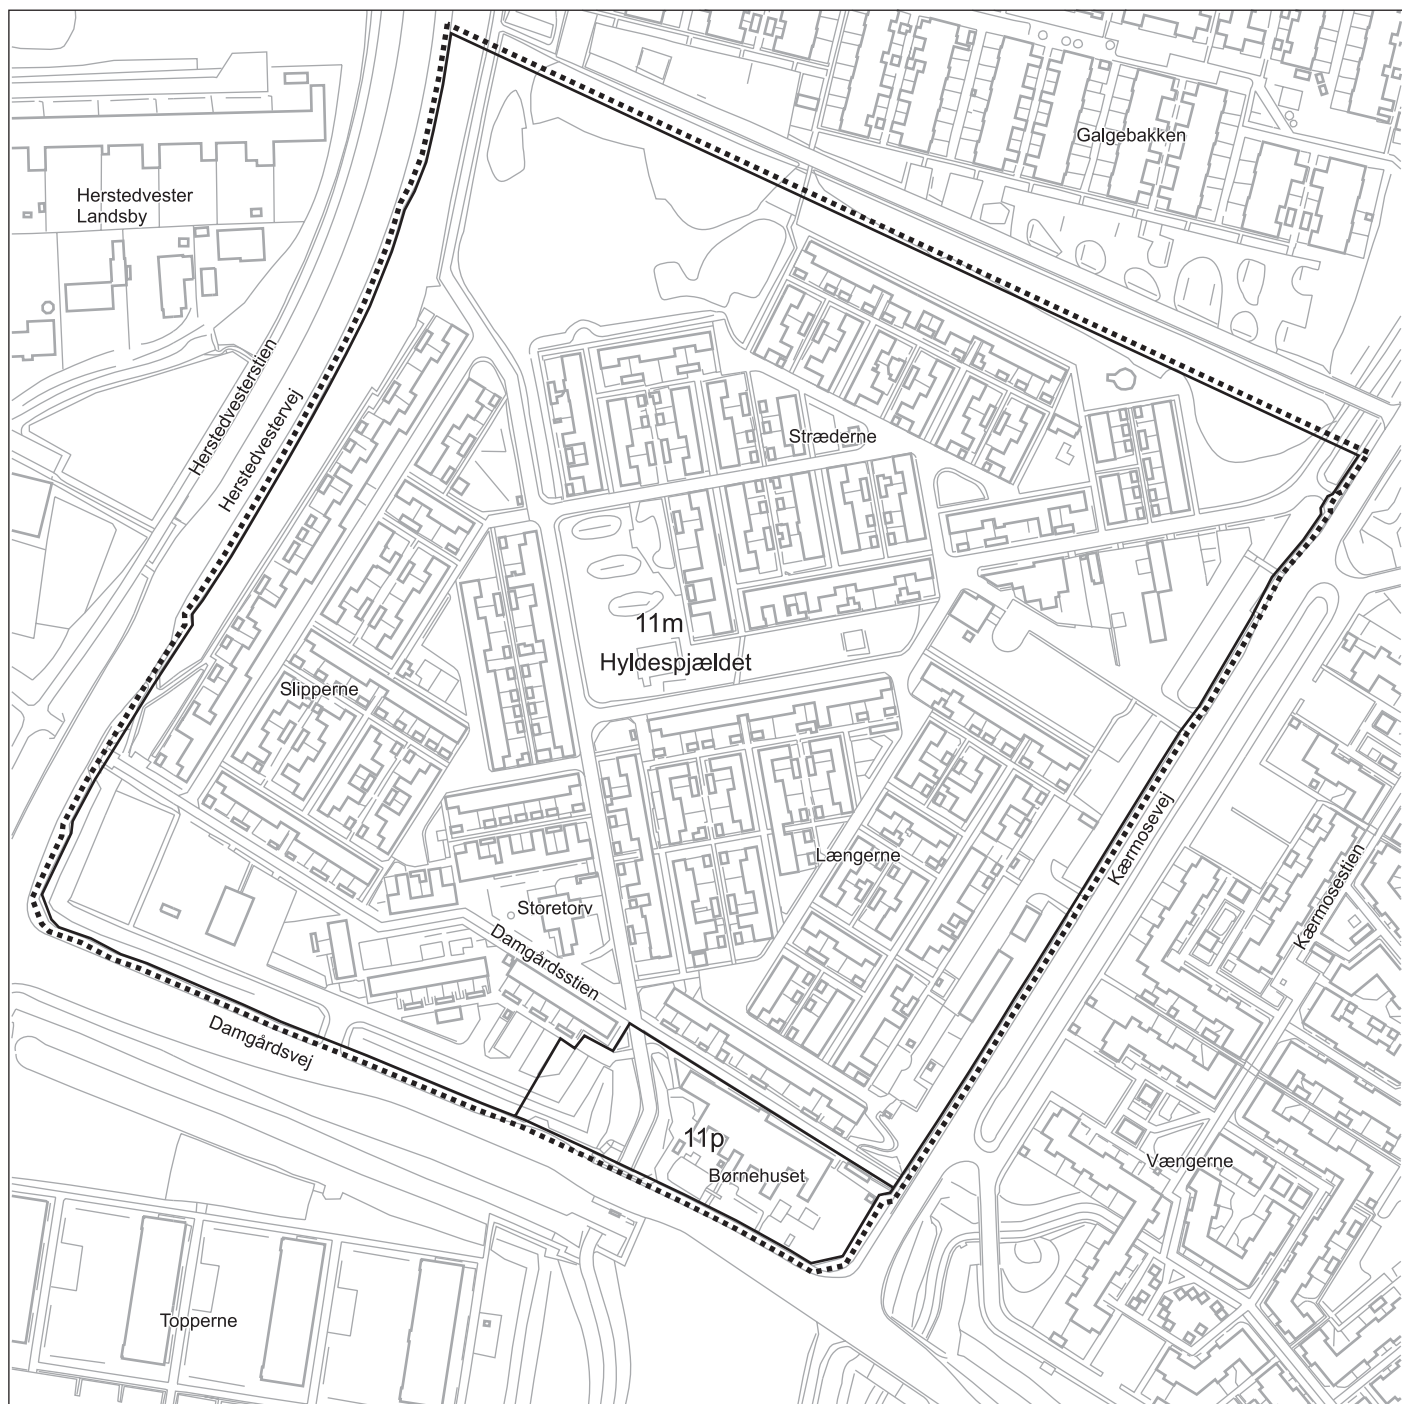 Galgebakken
Herstedvester
Landsby
Herstedvesterstien
Herstedvestervej
Stræderne
11m
Hyldespjældet
Slipperne
Længerne
Kærmosevej
Kærmosestien
Storetorv
Damgårdsstien
Damgårdsvej
11p
Børnehuset
Vængerne
Topperne